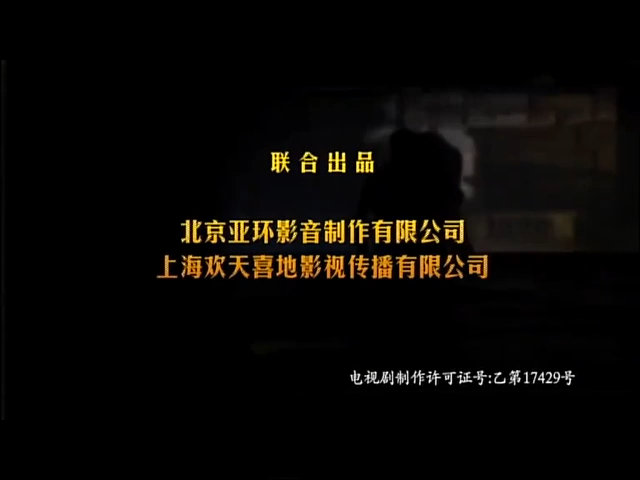 联合出品
北京亚环影音制作有限公司
上海欢天喜地影视传播有限公司
电视剧制作许可证号:乙第17429号